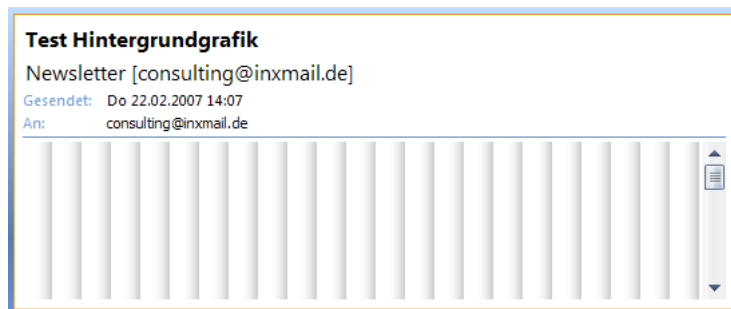 Test Hintergrundgrafik
Newsletter [consulting@inxmail.de]
Gesendet: Do 22.02.2007 14:07
An: consulting@inxmail.de